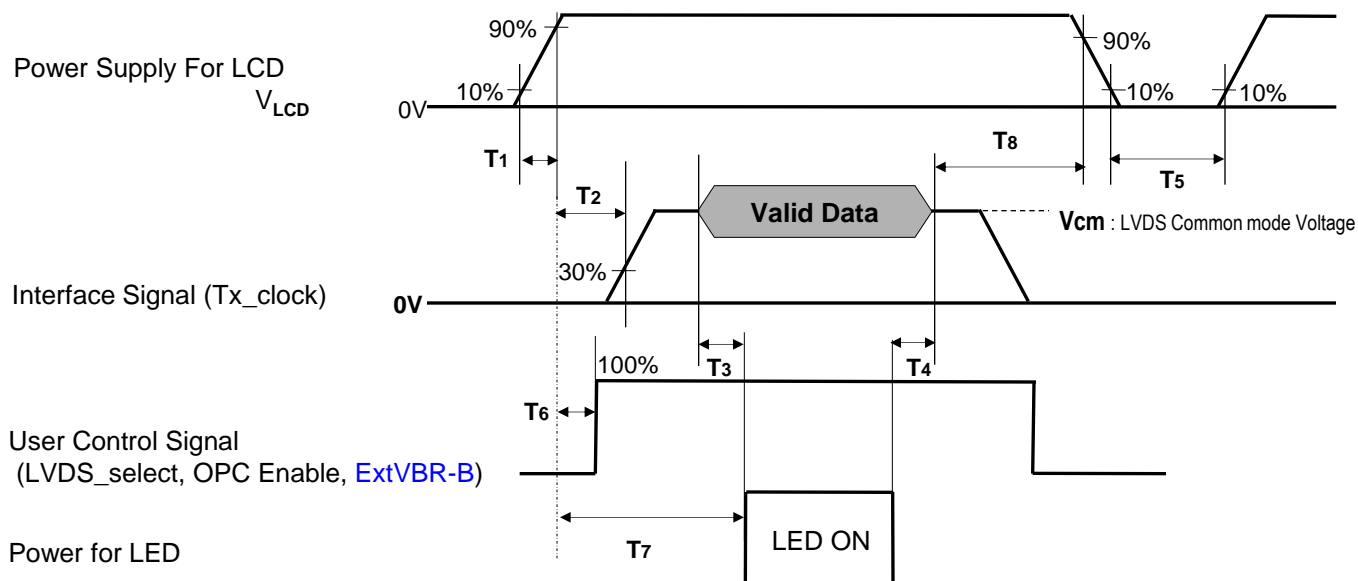 90%
90%
Power Supply For LCD
VLCD
10%
10%
10%
0V
T1
T8
T2
T5
Valid Data
Vcm : LVDS Common mode Voltage
30%
Interface Signal (Tx_clock)
0V
T3
T4
100%
T6
User Control Signal
(LVDS_select, OPC Enable, ExtVBR-B)
T7
LED ON
Power for LED